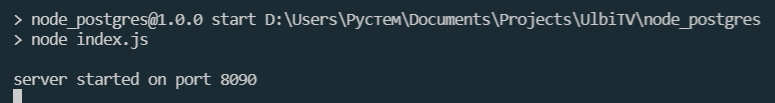 > node_postgres@1.0.0 start D:\Users\Рустем\Documents\Projects\UlbiTV\node_postgres
> node index.js
server started on port 8090